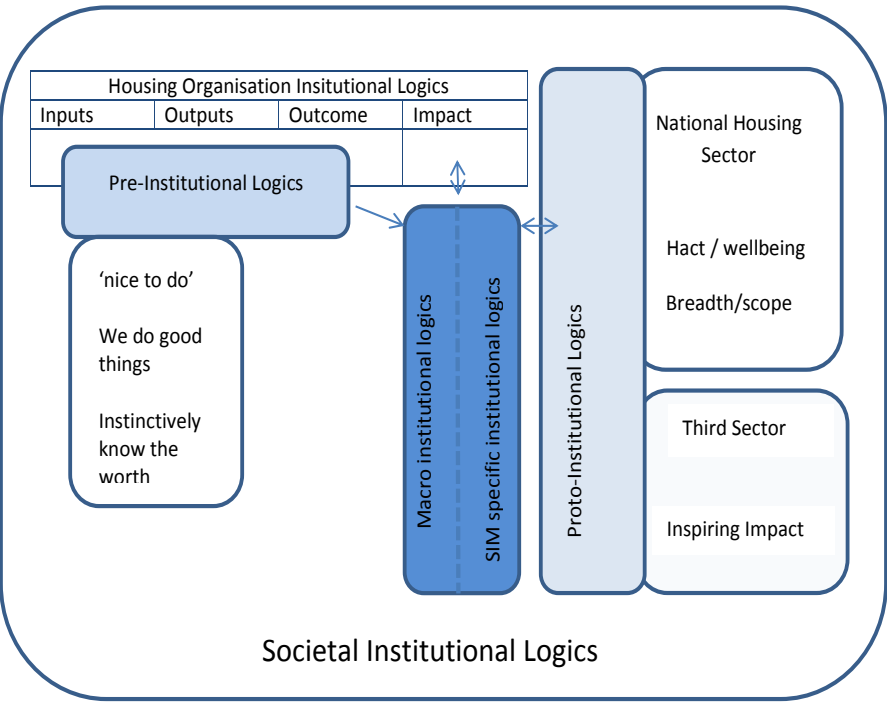 Housing Organisation Insitutional Logics
Inputs Outputs Outcome Impact
Pre-Institutional Logics
‘nice to do’
We do good
things
Instinctively
know the
worth
Macro institutional logics
SIM specific institutional logics
Proto-Institutional Logics
National Housing
Sector
Hact / wellbeing
Breadth/scope
Third Sector
Inspiring Impact
Societal Institutional Logics